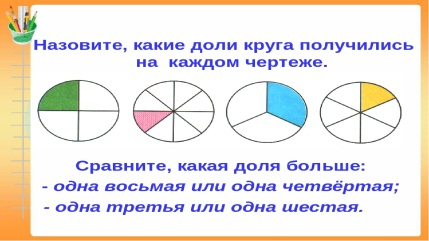 Назовите, какие доли круга получились
на каждом чертеже.
Сравните, какая доля больше:
- одна восьмая или одна четвёртая;
- одна третья или одна шестая.